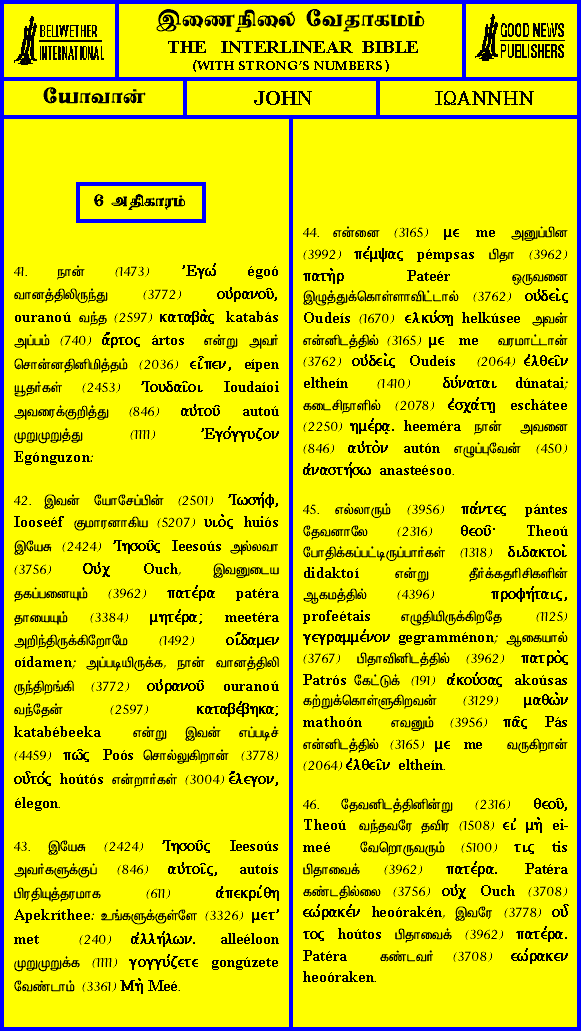 BELLWETHER
INTERNATIONAL
இணைநிலை வேதாகமம்
THE INTERLINEAR BIBLE
(WITH STRONG'S NUMBERS)
GOOD NEWS
PUBLISHERS
யோவான்
JOHN
ΙΩΑΝΝΗΝ
6 அதிகாரம்
41. நான் (1473) Ἐγώ égoó
வானத்திலிருந்து (3772) οὐρανοῦ,
ouranoú வந்த (2597) καταβὰς katabás
அப்பம் (740) ἄρτος ártos என்று அவர்
சொன்னதினிமித்தம் (2036) εἶπεν, eípen
யூதர்கள் (2453) Ἰουδαῖοι Ioudaíoi
அவரைக்குறித்து (846) αὐτοῦ autoú
முறுமுறுத்து (1111) Ἐγόγγυζον
Egónguzon:
42. இவன் யோசேப்பின் (2501) Ἰωσήφ,
Iooseéf குமாரனாகிய (5207) υιὸς huiós
இயேசு (2424) Ἰησοῦς Ieesoús அல்லவா
(3756) Οὐχ Ouch, இவனுடைய
தகப்பனையும் (3962) πατέρα patéra
தாயையும் (3384) μητέρα; meetéra
அறிந்திருக்கிறோமே (1492) οἴδαμεν
oídamen; அப்படியிருக்க, நான் வானத்திலி
ருந்திறங்கி (3772) οὐρανοῦ ouranoú
வந்தேன் (2597) καταβέβηκα;
katabébeeka என்று இவன் எப்படிச்
(4459) πῶς Poós சொல்லுகிறான் (3778)
οὗτός hoútós என்றார்கள் (3004) ἔλεγον,
élegon.
43. இயேசு (2424) Ἰησοῦς Ieesoús
அவர்களுக்குப் (846) αὐτοῖς, autoís
பிரதியுத்தரமாக (611) ἀπεκρίθη
Apekríthee: உங்களுக்குள்ளே (3326) μετ'
met (240) ἀλλήλων. alleéloon
முறுமுறுக்க (1111) γογγύζετε gongúzete
வேண்டாம் (3361) Μὴ Meé.
44. என்னை (3165) με me அனுப்பின
(3992) πέμψας pémpsas பிதா (3962)
πατὴρ Pateér ஒருவனை
இழுத்துக்கொள்ளாவிட்டால் (3762) οὐδεὶς
Oudeís (1670) ελκύσῃ helkúsee அவன்
என்னிடத்தில் (3165) με me வரமாட்டான்
(3762) οὐδεὶς Oudeís (2064) ἐλθεῖν
eltheín (1410) δύναται dúnatai;
கடைசிநாளில் (2078) ἐσχάτῃ eschátee
(2250) ημέρᾳ. heeméra நான் அவனை
(846) αὐτὸν autón எழுப்புவேன் (450)
ἀναστήσω anasteésoo.
45. எல்லாரும் (3956) πάντες pántes
தேவனாலே (2316) θεοῦ· Theoú
போதிக்கப்பட்டிருப்பார்கள் (1318) διδακτοὶ
didaktoí என்று தீர்க்கதரிசிகளின்
ஆகமத்தில் (4396) προφήταις,
profeétais எழுதியிருக்கிறதே (1125)
γεγραμμένον gegramménon; ஆகையால்
(3767) பிதாவினிடத்தில் (3962) πατρὸς
Patrós கேட்டுக் (191) ἀκούσας akoúsas
கற்றுக்கொள்ளுகிறவன் (3129) μαθὼν
mathoón எவனும் (3956) πᾶς Pás
என்னிடத்தில் (3165) με me வருகிறான்
(2064) ἐλθεῖν eltheín.
46. தேவனிடத்தினின்று (2316) θεοῦ,
Theoú வந்தவரே தவிர (1508) εἰ μὴ ei-
meé வேறொருவரும் (5100) τις tis
பிதாவைக் (3962) πατέρα. Patéra
கண்டதில்லை (3756) οὐχ Ouch (3708)
εώρακέν heoórakén, இவரே (3778) οὗ
τος hoútos பிதாவைக் (3962) πατέρα.
Patéra கண்டவர் (3708) εώρακεν
heoóraken.